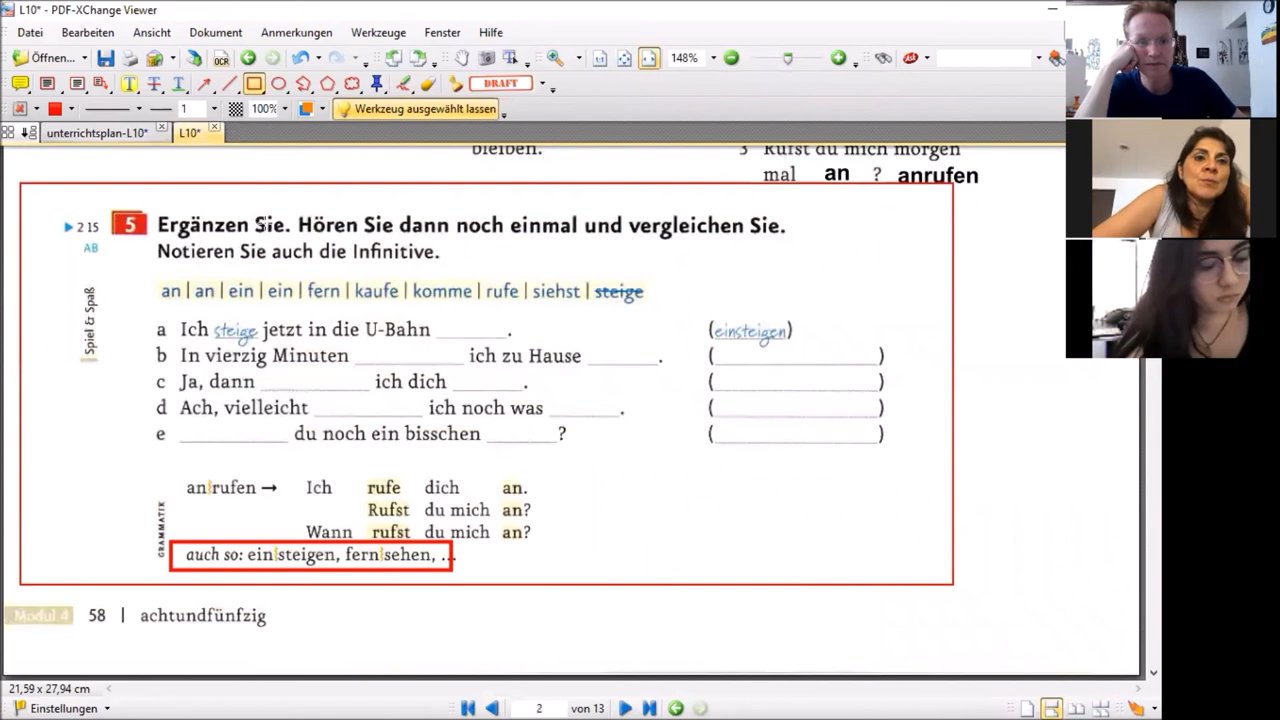 L10* - PDF-XChange Viewer
Datei Bearbeiten Ansicht Dokument Anmerkungen Werkzeuge Fenster Hilfe
Öffnen... OCR 148%
DRAFT
1 100% Werkzeug ausgewählt lassen
unterrichtsplan-L10* L10*
bleiben. 3 Rufst du mich morgen
mal an ? anrufen
2 15 5 Ergänzen Sie. Hören Sie dann noch einmal und vergleichen Sie.
AB Notieren Sie auch die Infinitive.
Spiel & Spaß
an | an | ein | ein | fern | kaufe | komme | rufe | siehst | steige
a Ich steige jetzt in die U-Bahn ______. (einsteigen)
b In vierzig Minuten ______ ich zu Hause ______. (______)
c Ja, dann ______ ich dich ______. (______)
d Ach, vielleicht ______ ich noch was ______. (______)
e ______ du noch ein bisschen ______? (______)
GRAMMATIK
an|rufen → Ich rufe dich an.
Rufst du mich an?
Wann rufst du mich an?
auch so: ein|steigen, fern|sehen, ...
Modul 4 58 | achtundfünfzig
21,59 x 27,94 cm
Einstellungen 2 von 13